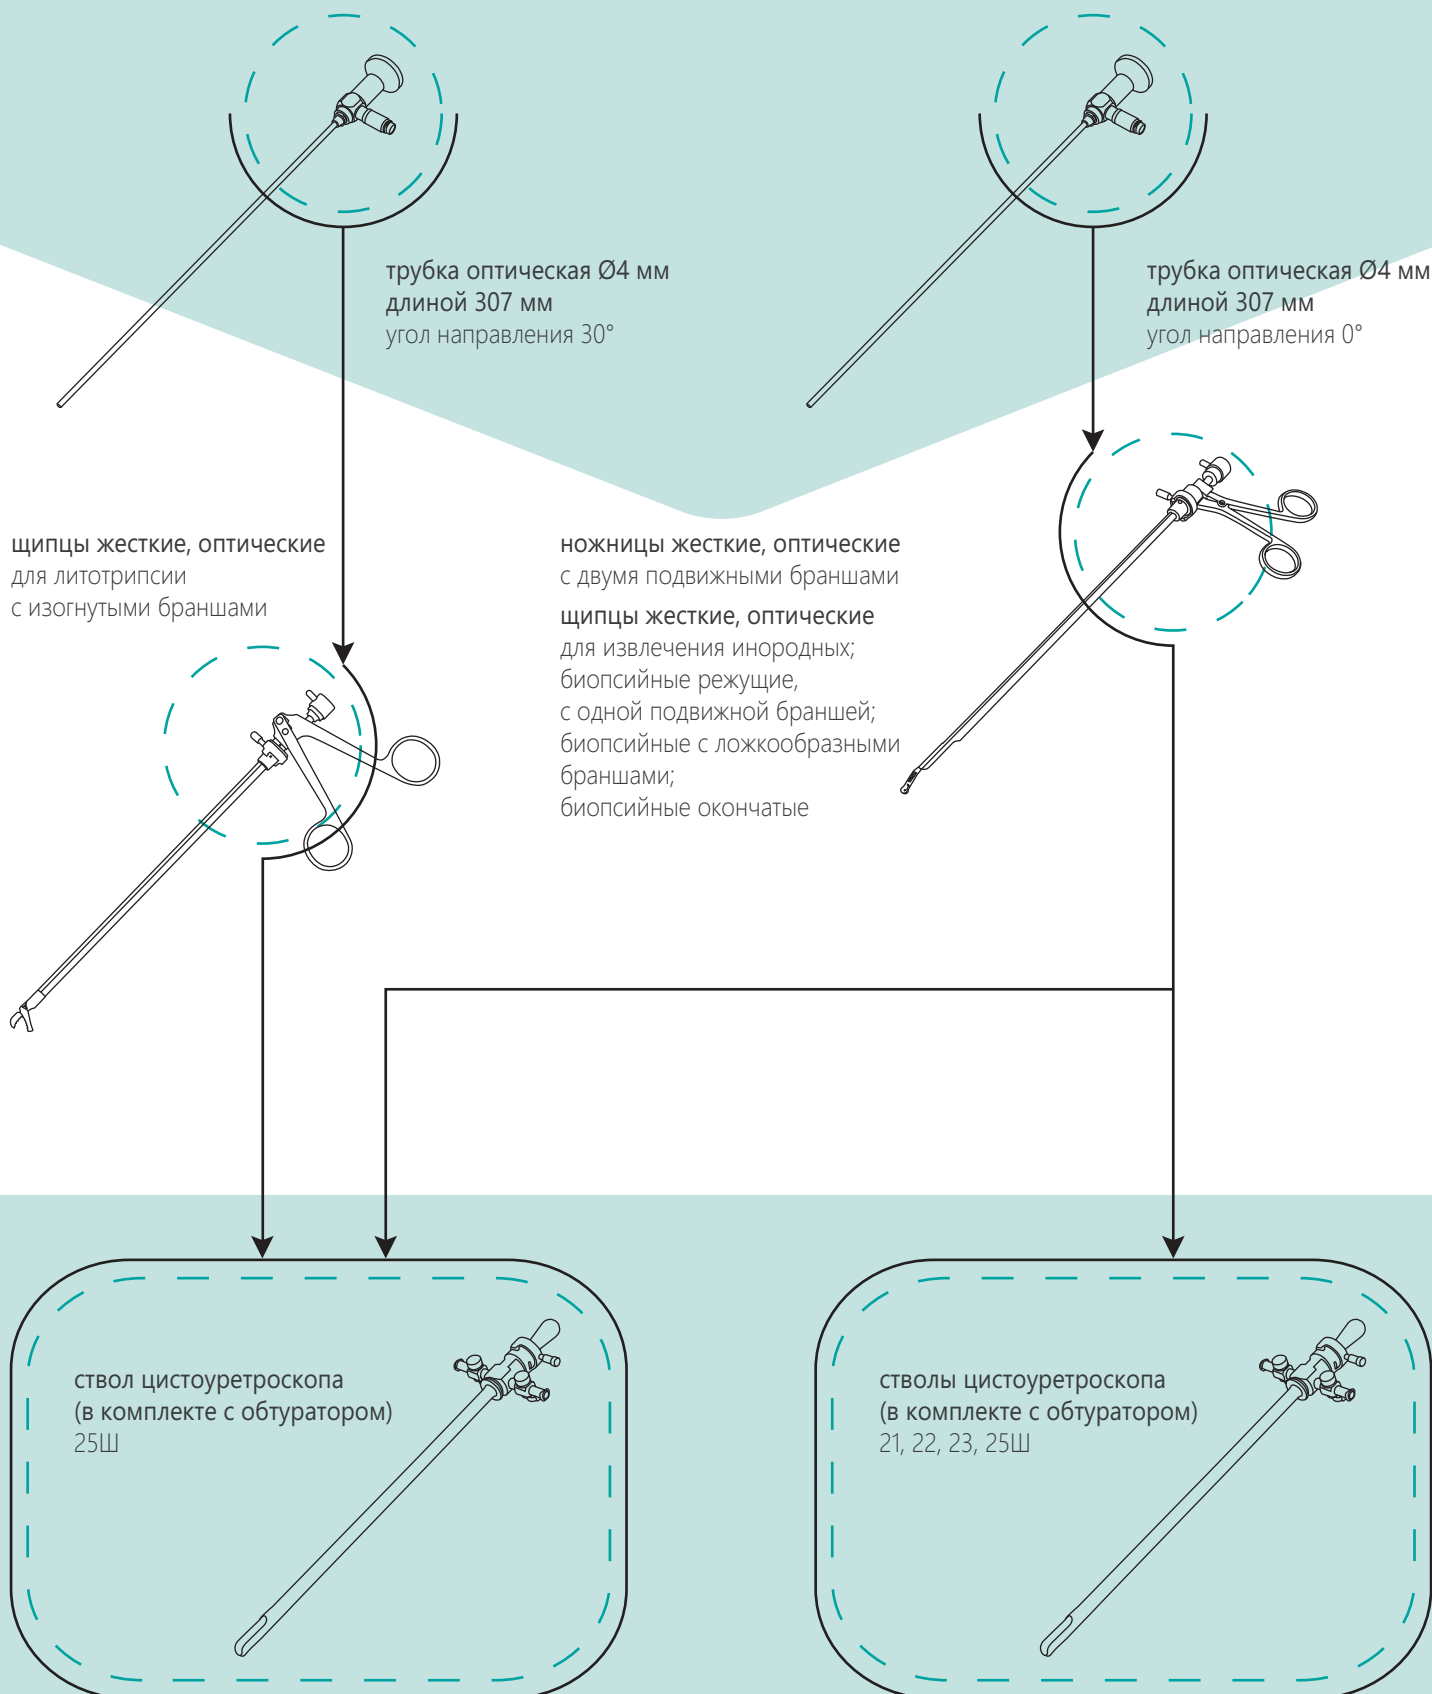 трубка оптическая Ø4 мм
длиной 307 мм
угол направления 30°
трубка оптическая Ø4 мм
длиной 307 мм
угол направления 0°
щипцы жесткие, оптические
для литотрипсии
с изогнутыми браншами
ножницы жесткие, оптические
с двумя подвижными браншами
щипцы жесткие, оптические
для извлечения инородных;
биопсийные режущие,
с одной подвижной браншей;
биопсийные с ложкообразными
браншами;
биопсийные окончатые
ствол цистоуретроскопа
(в комплекте с обтуратором)
25Ш
стволы цистоуретроскопа
(в комплекте с обтуратором)
21, 22, 23, 25Ш